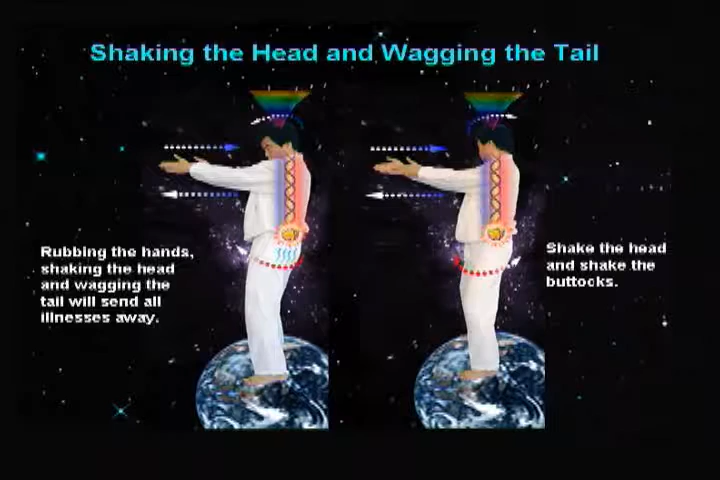 Shaking the Head and Wagging the Tail
Rubbing the hands,
shaking the head
and wagging the
tail will send all
illnesses away.
Shake the head
and shake the
buttocks.